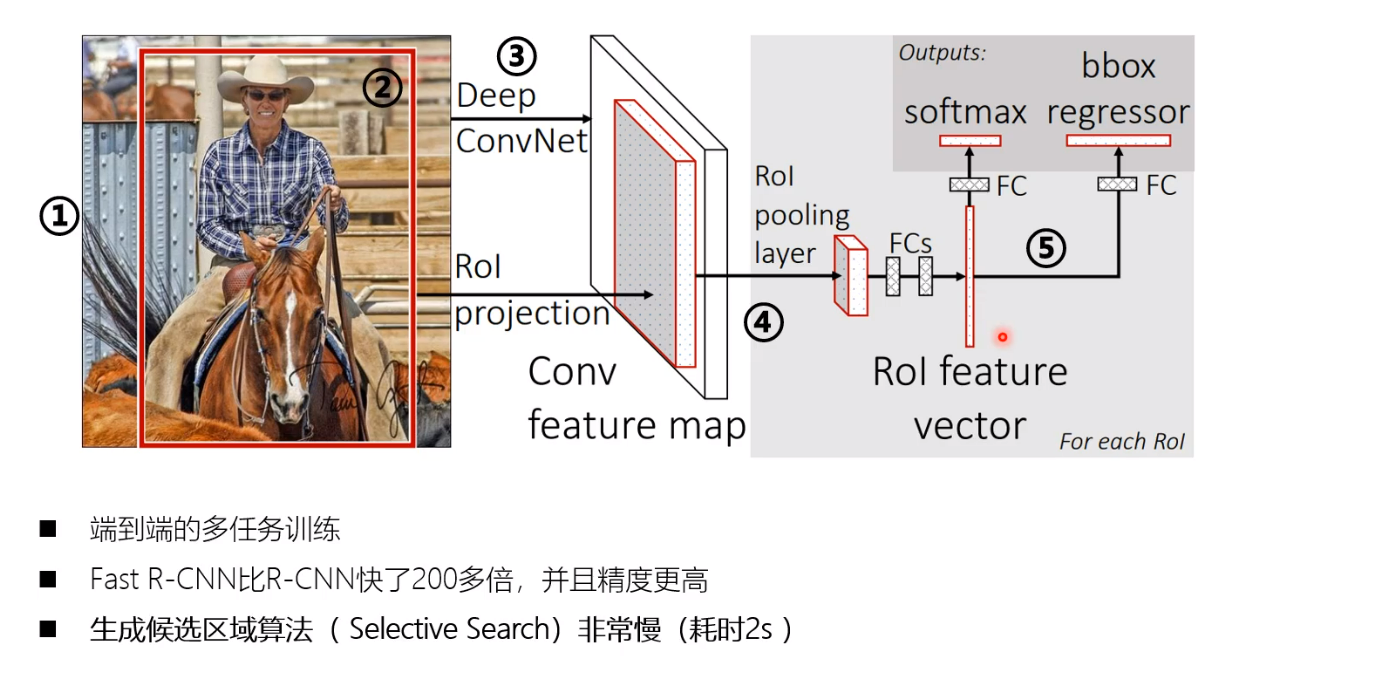 ①
②
③
Deep
ConvNet
RoI
projection
Conv
feature map
④
RoI
pooling
layer
FCs
Outputs:
softmax
bbox
regressor
FC
FC
⑤
RoI feature
vector
For each RoI
■ 端到端的多任务训练
■ Fast R-CNN比R-CNN快了200多倍，并且精度更高
■ 生成候选区域算法（ Selective Search）非常慢（耗时2s ）